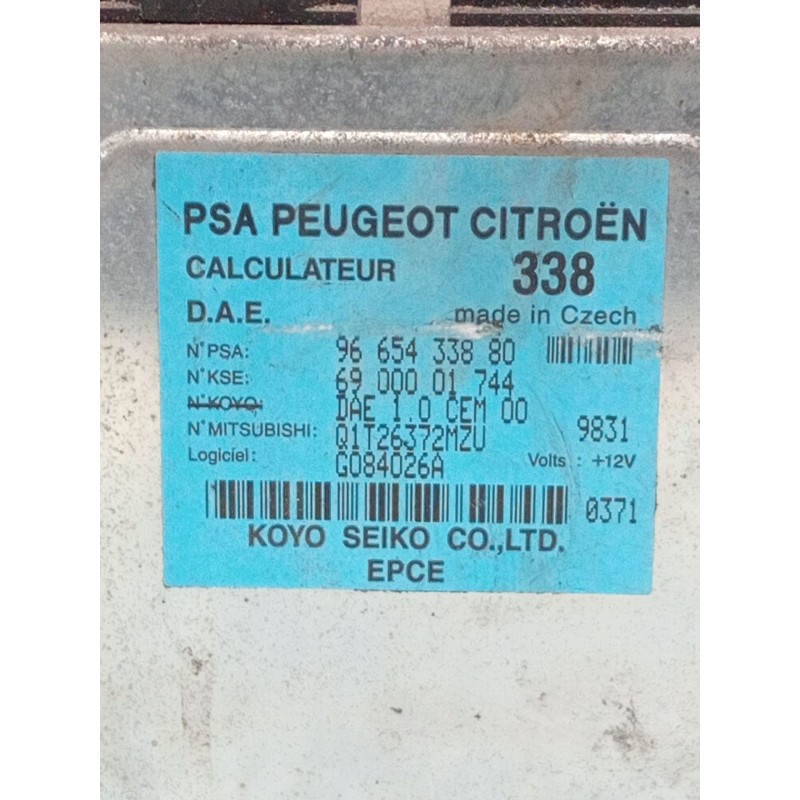 PSA PEUGEOT CITROËN
CALCULATEUR 338
D.A.E. made in Czech
N°PSA: 96 654 338 80
N°KSE: 69 000 01 744
N°KOYO: DAE 1.0 CEM 00
N°MITSUBISHI: Q1T26372MZU 9831
Logiciel: G084026A Volts : +12V
0371
KOYO SEIKO CO.,LTD.
EPCE